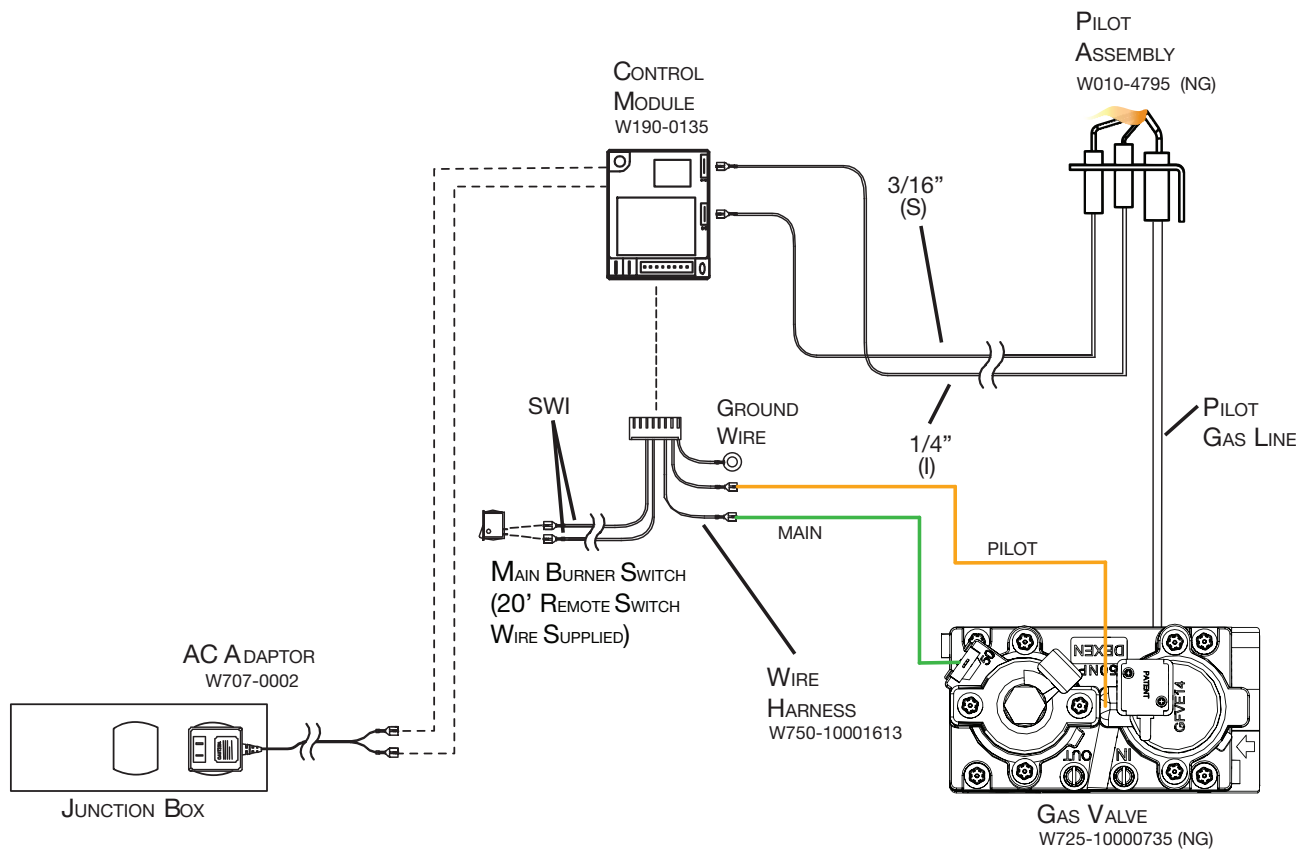 PILOT
ASSEMBLY
W010-4795 (NG)
CONTROL
MODULE
W190-0135
3/16”
(S)
1/4”
(I)
PILOT
GAS LINE
SWI
GROUND
WIRE
MAIN
PILOT
MAIN BURNER SWITCH
(20’ REMOTE SWITCH
WIRE SUPPLIED)
WIRE
HARNESS
W750-10001613
AC ADAPTOR
W707-0002
JUNCTION BOX
DEXEN
50
PATENT
GFVE14
OUT
IN
GAS VALVE
W725-10000735 (NG)